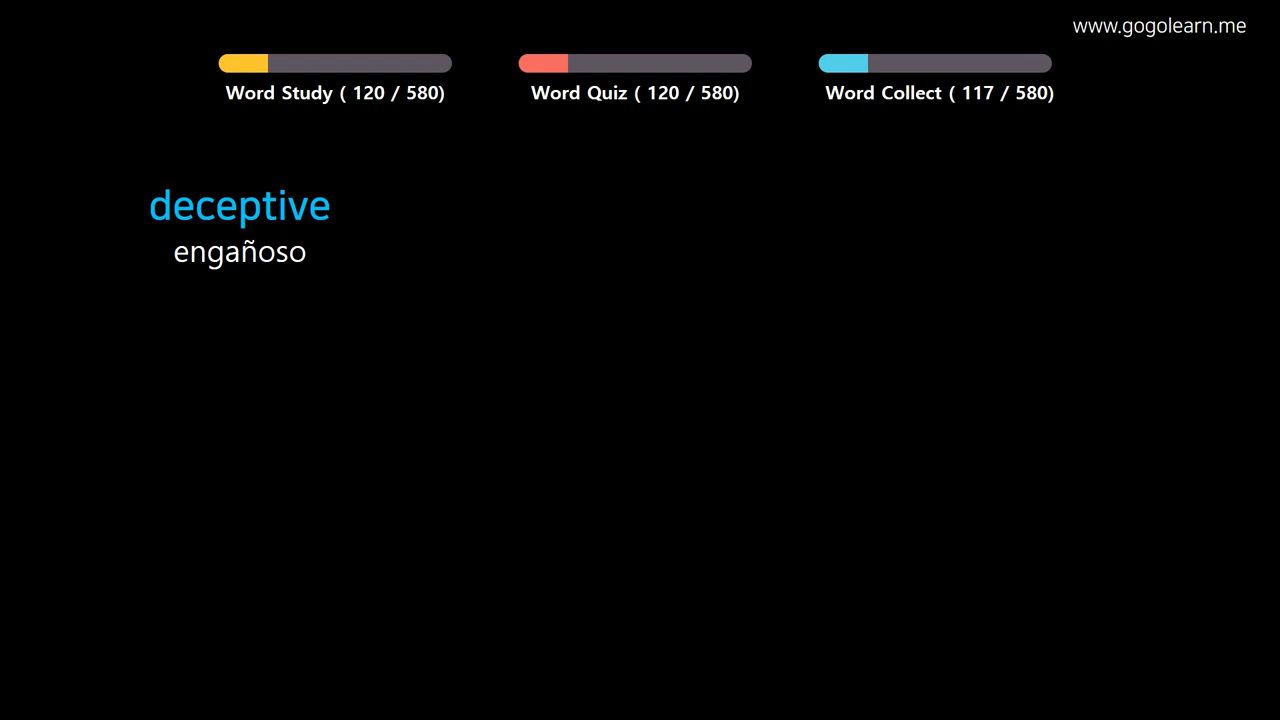 www.gogolearn.me
Word Study ( 120 / 580)
Word Quiz ( 120 / 580)
Word Collect ( 117 / 580)
deceptive
engañoso